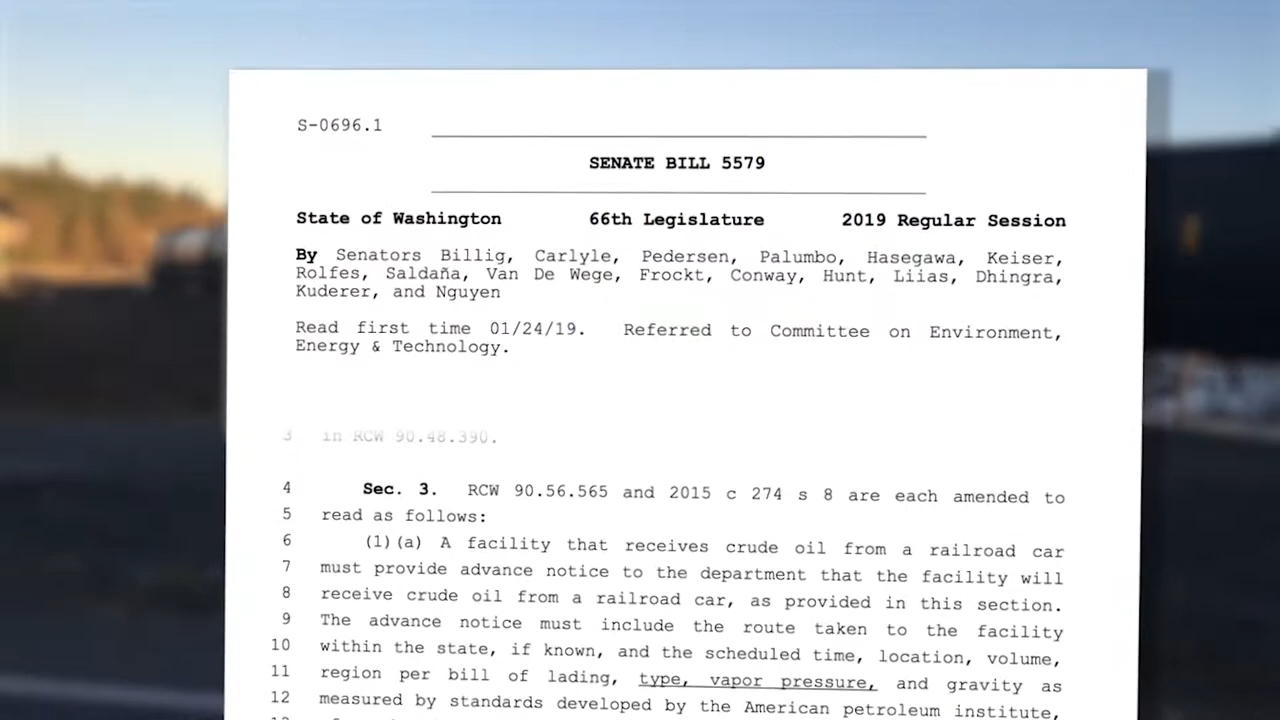 S-0696.1
SENATE BILL 5579
State of Washington 66th Legislature 2019 Regular Session
By Senators Billig, Carlyle, Pedersen, Palumbo, Hasegawa, Keiser,
Rolfes, Saldaña, Van De Wege, Frockt, Conway, Hunt, Liias, Dhingra,
Kuderer, and Nguyen
Read first time 01/24/19. Referred to Committee on Environment,
Energy & Technology.
3 in RCW 90.48.390.
4 Sec. 3. RCW 90.56.565 and 2015 c 274 s 8 are each amended to
5 read as follows:
6 (1)(a) A facility that receives crude oil from a railroad car
7 must provide advance notice to the department that the facility will
8 receive crude oil from a railroad car, as provided in this section.
9 The advance notice must include the route taken to the facility
10 within the state, if known, and the scheduled time, location, volume,
11 region per bill of lading, type, vapor pressure, and gravity as
12 measured by standards developed by the American petroleum institute,